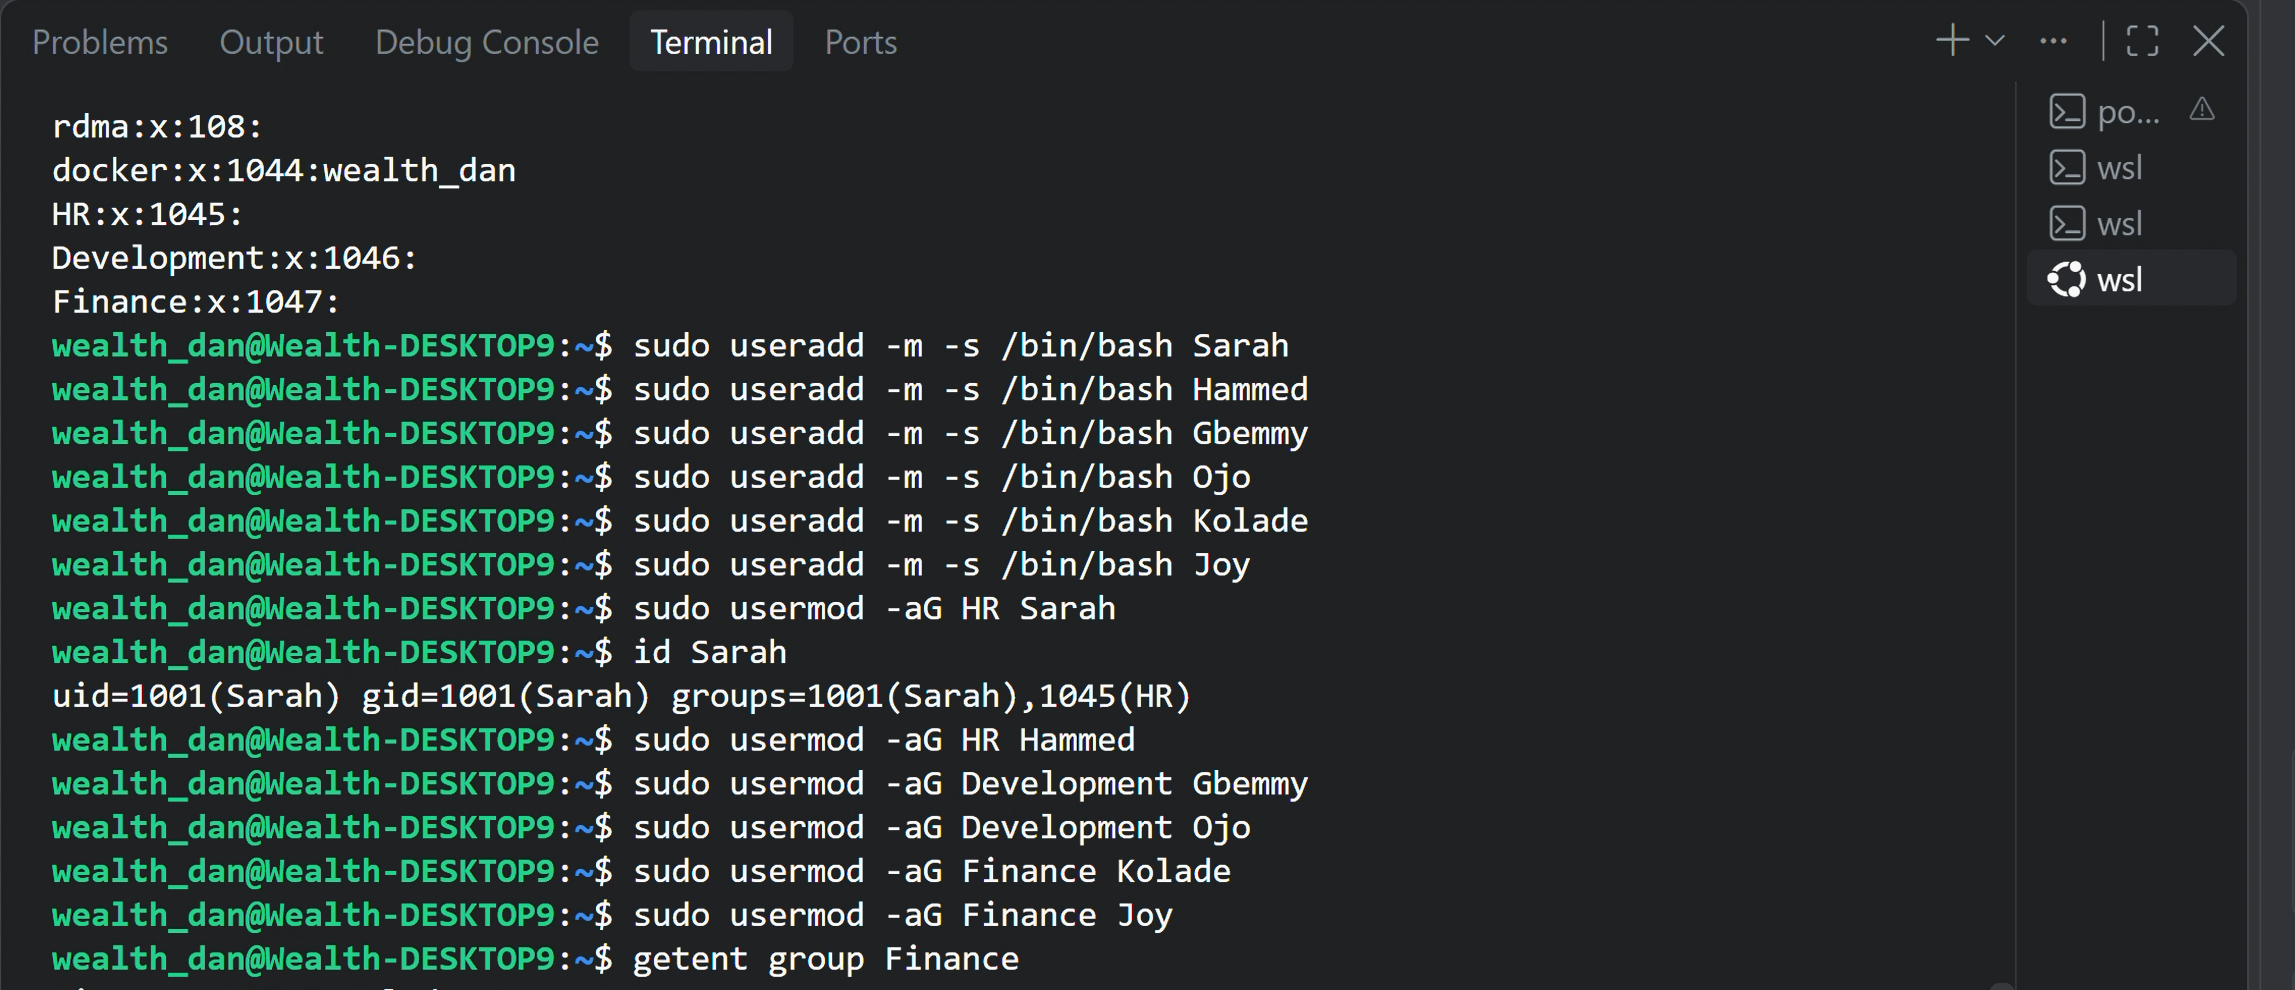 Problems Output Debug Console Terminal Ports
po...
wsl
wsl
wsl
rdma:x:108:
docker:x:1044:wealth_dan
HR:x:1045:
Development:x:1046:
Finance:x:1047:
wealth_dan@Wealth-DESKTOP9:~$ sudo useradd -m -s /bin/bash Sarah
wealth_dan@Wealth-DESKTOP9:~$ sudo useradd -m -s /bin/bash Hammed
wealth_dan@Wealth-DESKTOP9:~$ sudo useradd -m -s /bin/bash Gbemmy
wealth_dan@Wealth-DESKTOP9:~$ sudo useradd -m -s /bin/bash Ojo
wealth_dan@Wealth-DESKTOP9:~$ sudo useradd -m -s /bin/bash Kolade
wealth_dan@Wealth-DESKTOP9:~$ sudo useradd -m -s /bin/bash Joy
wealth_dan@Wealth-DESKTOP9:~$ sudo usermod -aG HR Sarah
wealth_dan@Wealth-DESKTOP9:~$ id Sarah
uid=1001(Sarah) gid=1001(Sarah) groups=1001(Sarah),1045(HR)
wealth_dan@Wealth-DESKTOP9:~$ sudo usermod -aG HR Hammed
wealth_dan@Wealth-DESKTOP9:~$ sudo usermod -aG Development Gbemmy
wealth_dan@Wealth-DESKTOP9:~$ sudo usermod -aG Development Ojo
wealth_dan@Wealth-DESKTOP9:~$ sudo usermod -aG Finance Kolade
wealth_dan@Wealth-DESKTOP9:~$ sudo usermod -aG Finance Joy
wealth_dan@Wealth-DESKTOP9:~$ getent group Finance